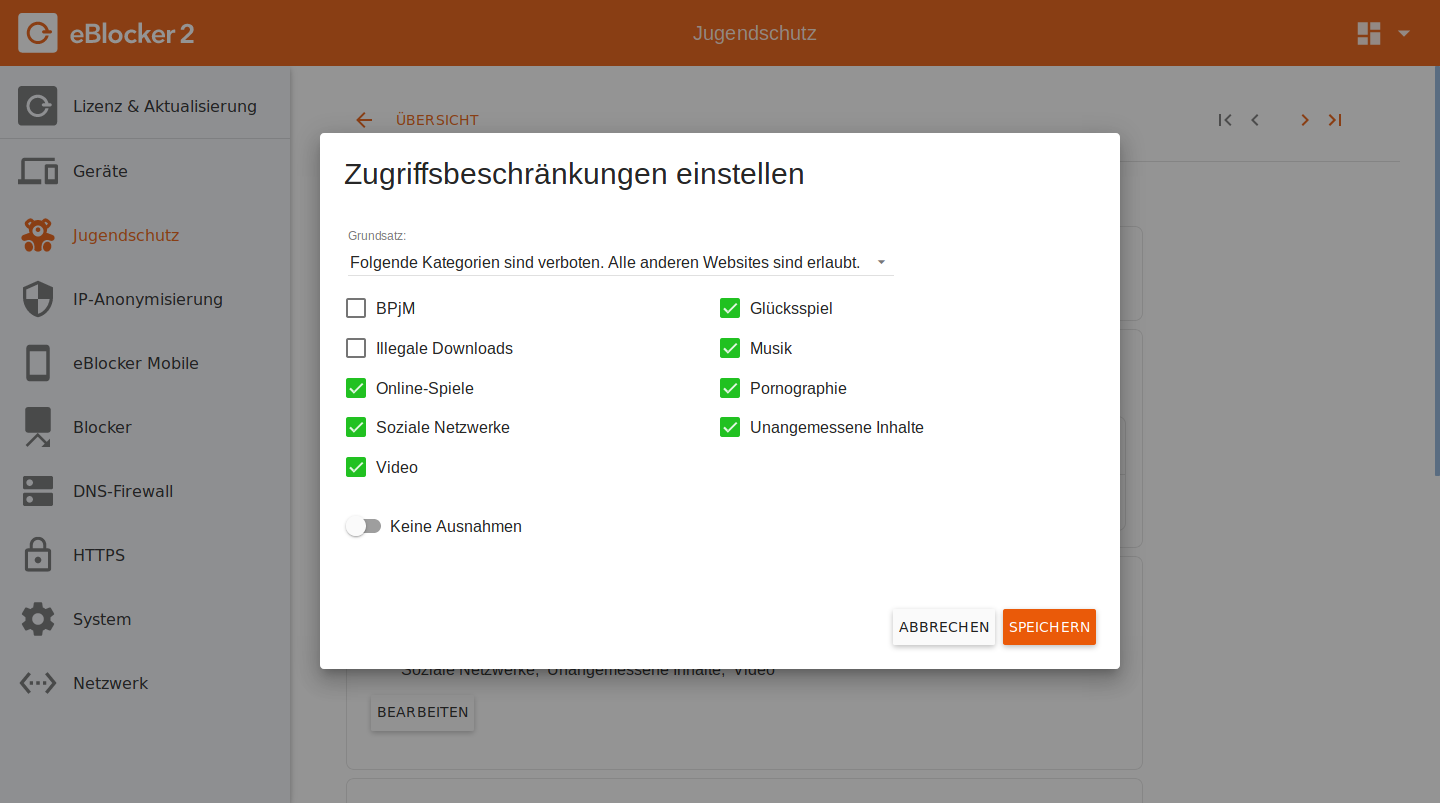 eBlocker 2
Jugendschutz
Lizenz & Aktualisierung
Geräte
Jugendschutz
IP-Anonymisierung
eBlocker Mobile
Blocker
DNS-Firewall
HTTPS
System
Netzwerk
ÜBERSICHT
Zugriffsbeschränkungen einstellen
Grundsatz:
Folgende Kategorien sind verboten. Alle anderen Websites sind erlaubt.
BPjM
Glücksspiel
Illegale Downloads
Musik
Online-Spiele
Pornographie
Soziale Netzwerke
Unangemessene Inhalte
Video
Keine Ausnahmen
ABBRECHEN
SPEICHERN
Soziale Netzwerke, Unangemessene Inhalte, Video
BEARBEITEN